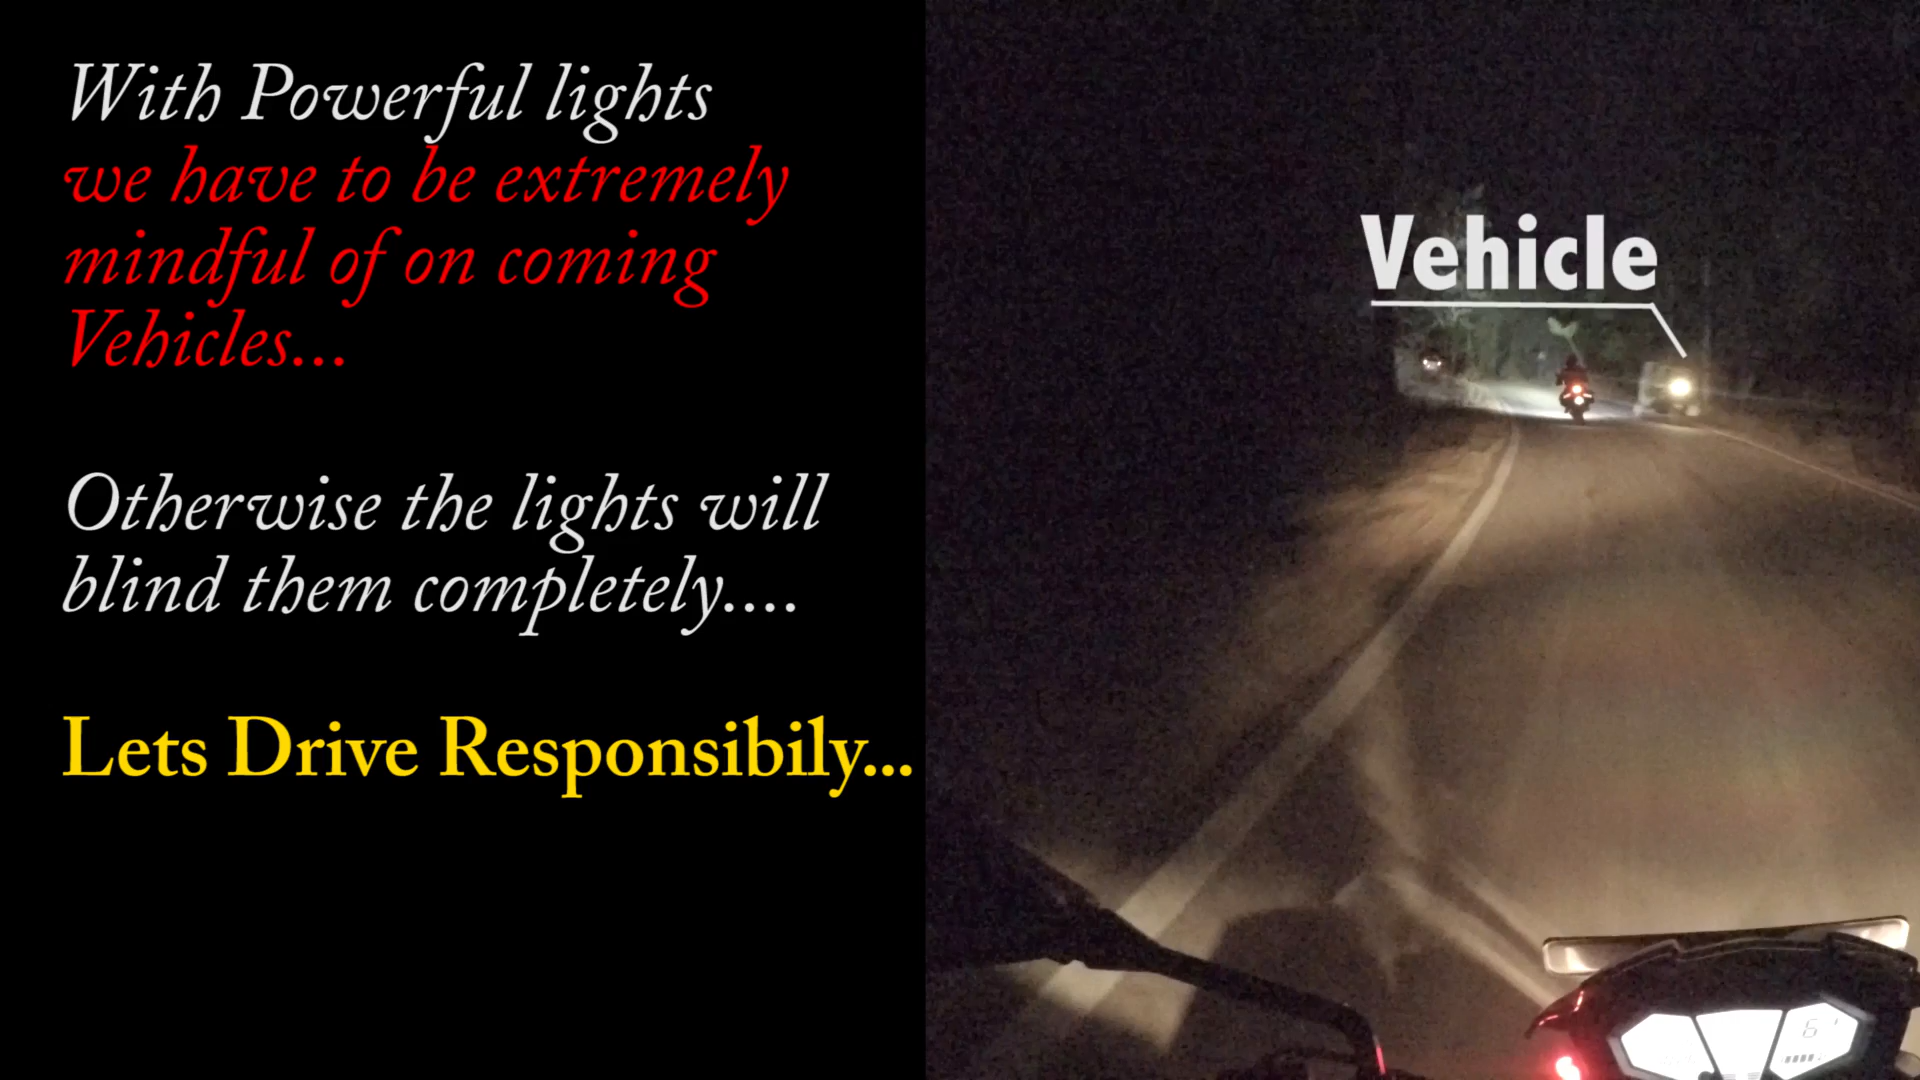 With Powerful lights
we have to be extremely
mindful of on coming
Vehicles...
Otherwise the lights will
blind them completely....
Lets Drive Responsibily...
Vehicle
6